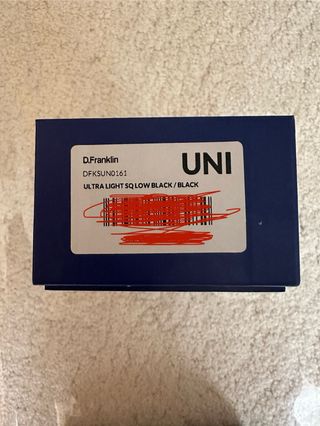 D.Franklin
UNI
DFKSUN0161
ULTRA LIGHT SQ LOW BLACK / BLACK